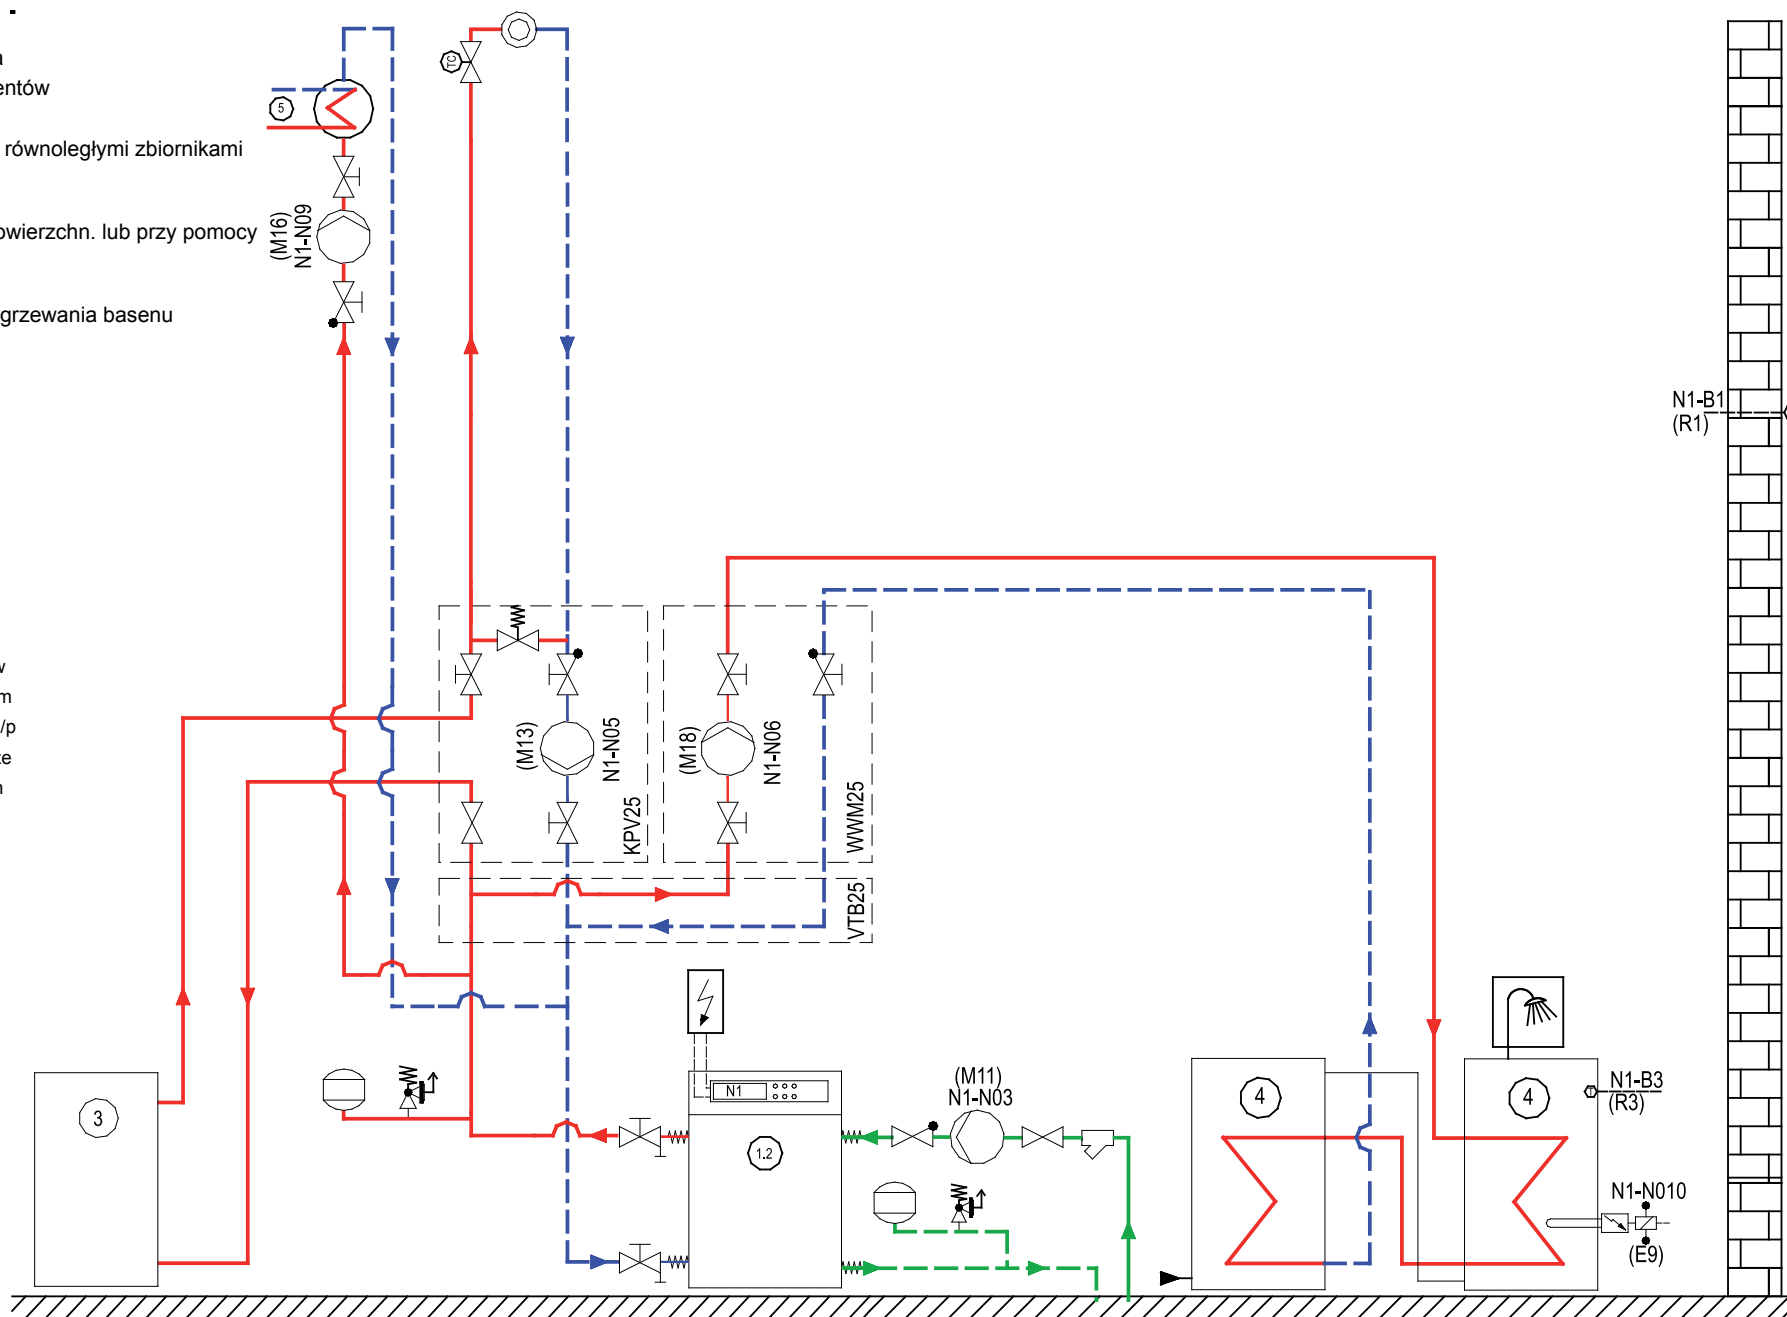 -
entów
równoległymi zbiornikami
owierzchn. lub przy pomocy
grzewania basenu
w
m
/p
ze
TC
5
(M16)
N1-N09
N1-B1
(R1)
(M13)
N1-N05
KPV25
(M18)
N1-N06
WWM25
VTB25
N1
1.2
(M11)
N1-N03
3
4
4
N1-B3
(R3)
N1-N010
(E9)